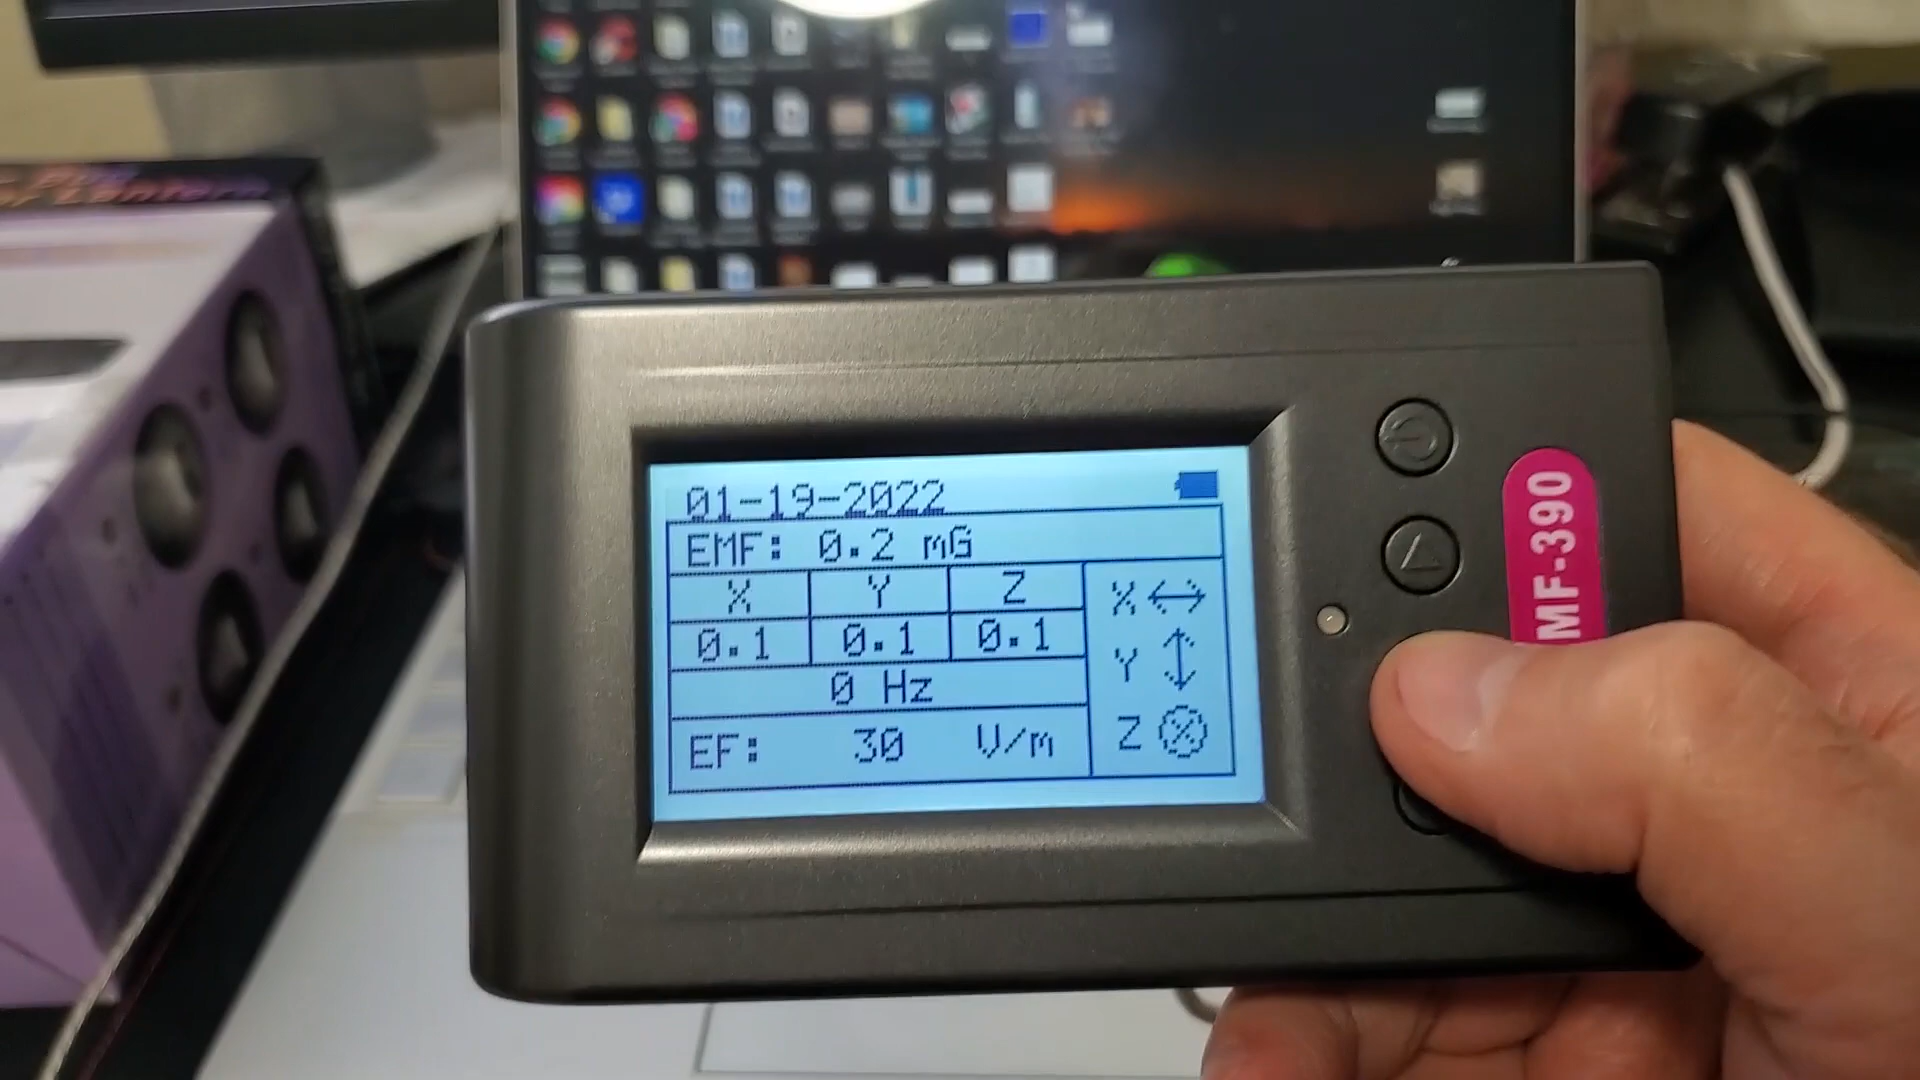 01-19-2022
EMF: 0.2 mG
X Y Z
0.1 0.1 0.1
0 Hz
EF: 30 V/m
X
Y
Z
MF-390
Lantern